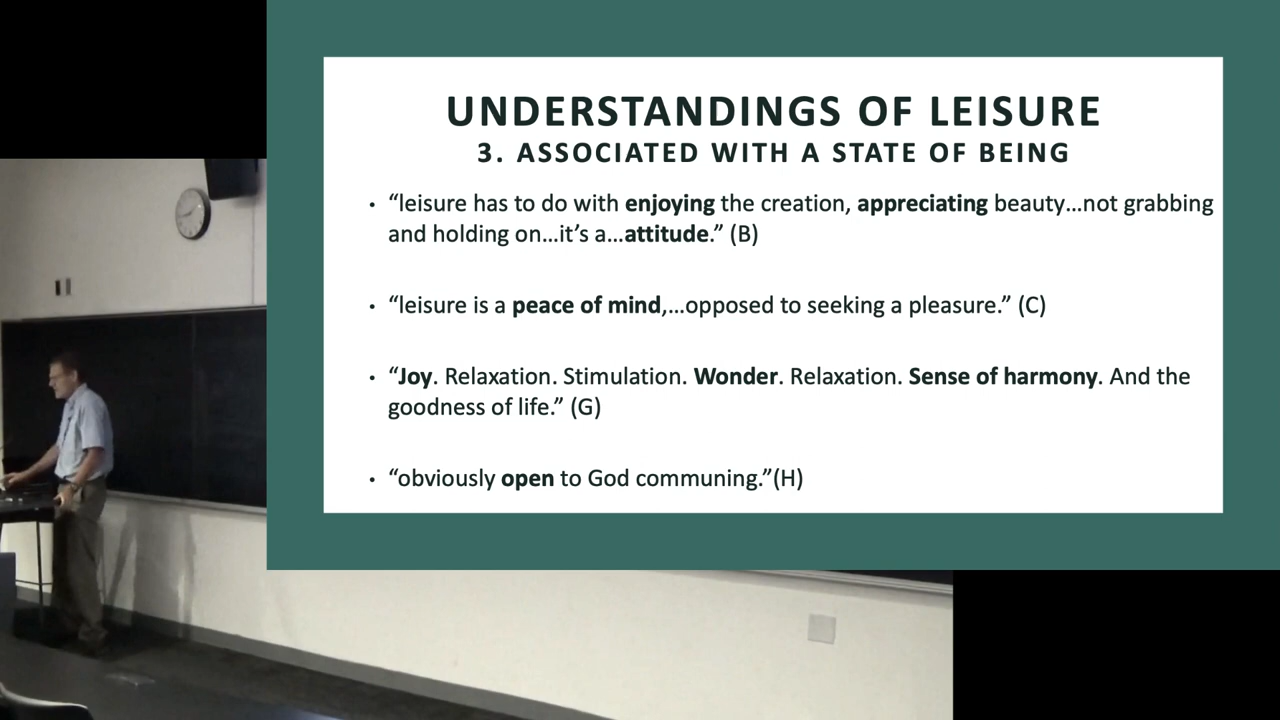 UNDERSTANDINGS OF LEISURE
3. ASSOCIATED WITH A STATE OF BEING
• “leisure has to do with enjoying the creation, appreciating beauty…not grabbing
and holding on…it’s a…attitude.” (B)
• “leisure is a peace of mind,…opposed to seeking a pleasure.” (C)
• “Joy. Relaxation. Stimulation. Wonder. Relaxation. Sense of harmony. And the
goodness of life.” (G)
• “obviously open to God communing.”(H)